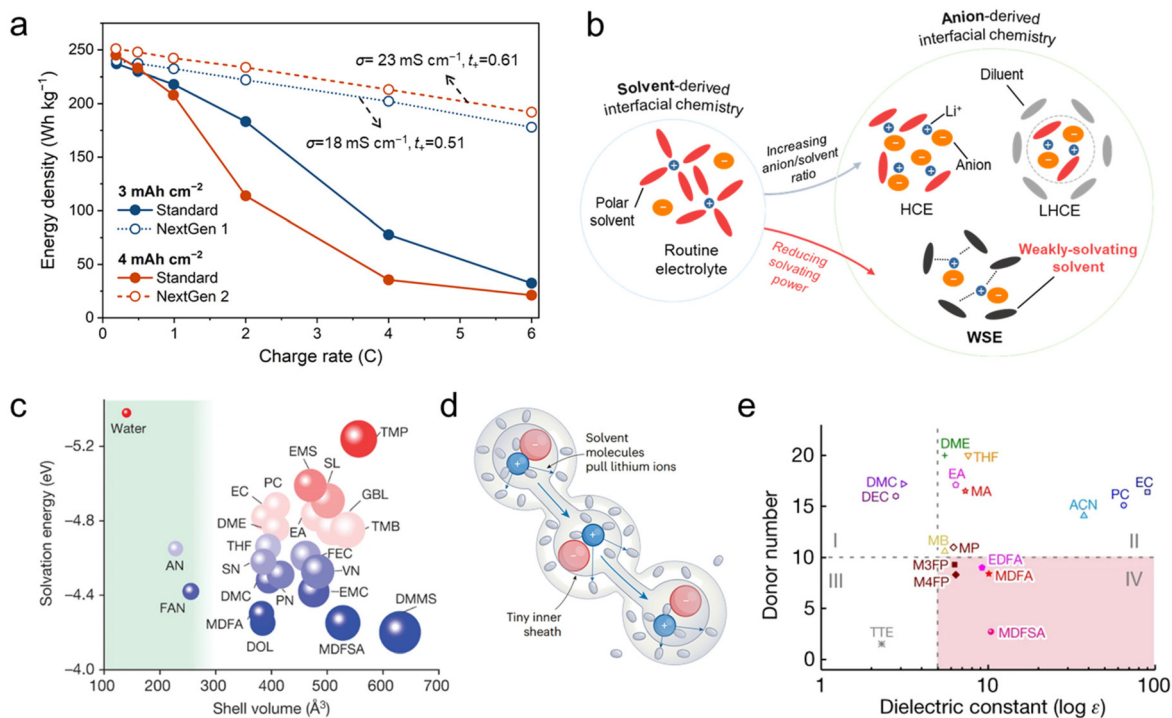 a
Energy density (Wh kg⁻¹)
250
200
150
100
50
0
σ= 23 mS cm⁻¹, t₊=0.61
σ=18 mS cm⁻¹, t₊=0.51
3 mAh cm⁻²
Standard
NextGen 1
4 mAh cm⁻²
Standard
NextGen 2
0 1 2 3 4 5 6
Charge rate (C)
b
Solvent-derived
interfacial chemistry
Polar
solvent
Routine
electrolyte
Increasing
anion/solvent
ratio
Reducing
solvating
power
Anion-derived
interfacial chemistry
Diluent
Li⁺
Anion
HCE
LHCE
Weakly-solvating
solvent
WSE
c
Solvation energy (eV)
−5.2
−4.8
−4.4
−4.0
Water
TMP
EMS
SL
PC
EC
GBL
DME
EA
TMB
THF
FEC
AN
SN
VN
FAN
DMC
PN
EMC
DMMS
MDFA
DOL
MDFSA
100 200 300 400 500 600 700
Shell volume (Å³)
d
Solvent
molecules
pull lithium ions
Tiny inner
sheath
e
Donor number
20
15
10
5
0
DME
THF
EA
DMC
DEC
MA
EC
PC
ACN
MB
MP
I
II
III
IV
M3FP
EDFA
M4FP
MDFA
TTE
MDFSA
1 10 100
Dielectric constant (log ε)